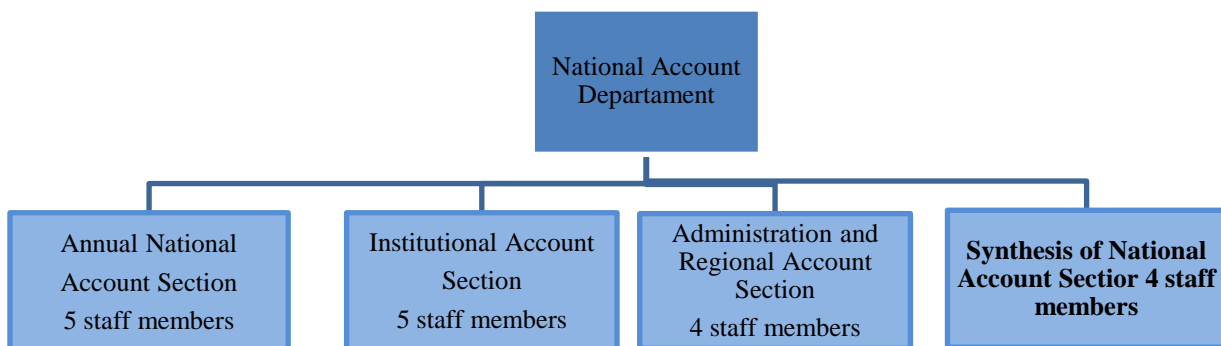 National Account
Departament
Annual National
Account Section
5 staff members
Institutional Account
Section
5 staff members
Administration and
Regional Account
Section
4 staff members
Synthesis of National
Account Sectior 4 staff
members